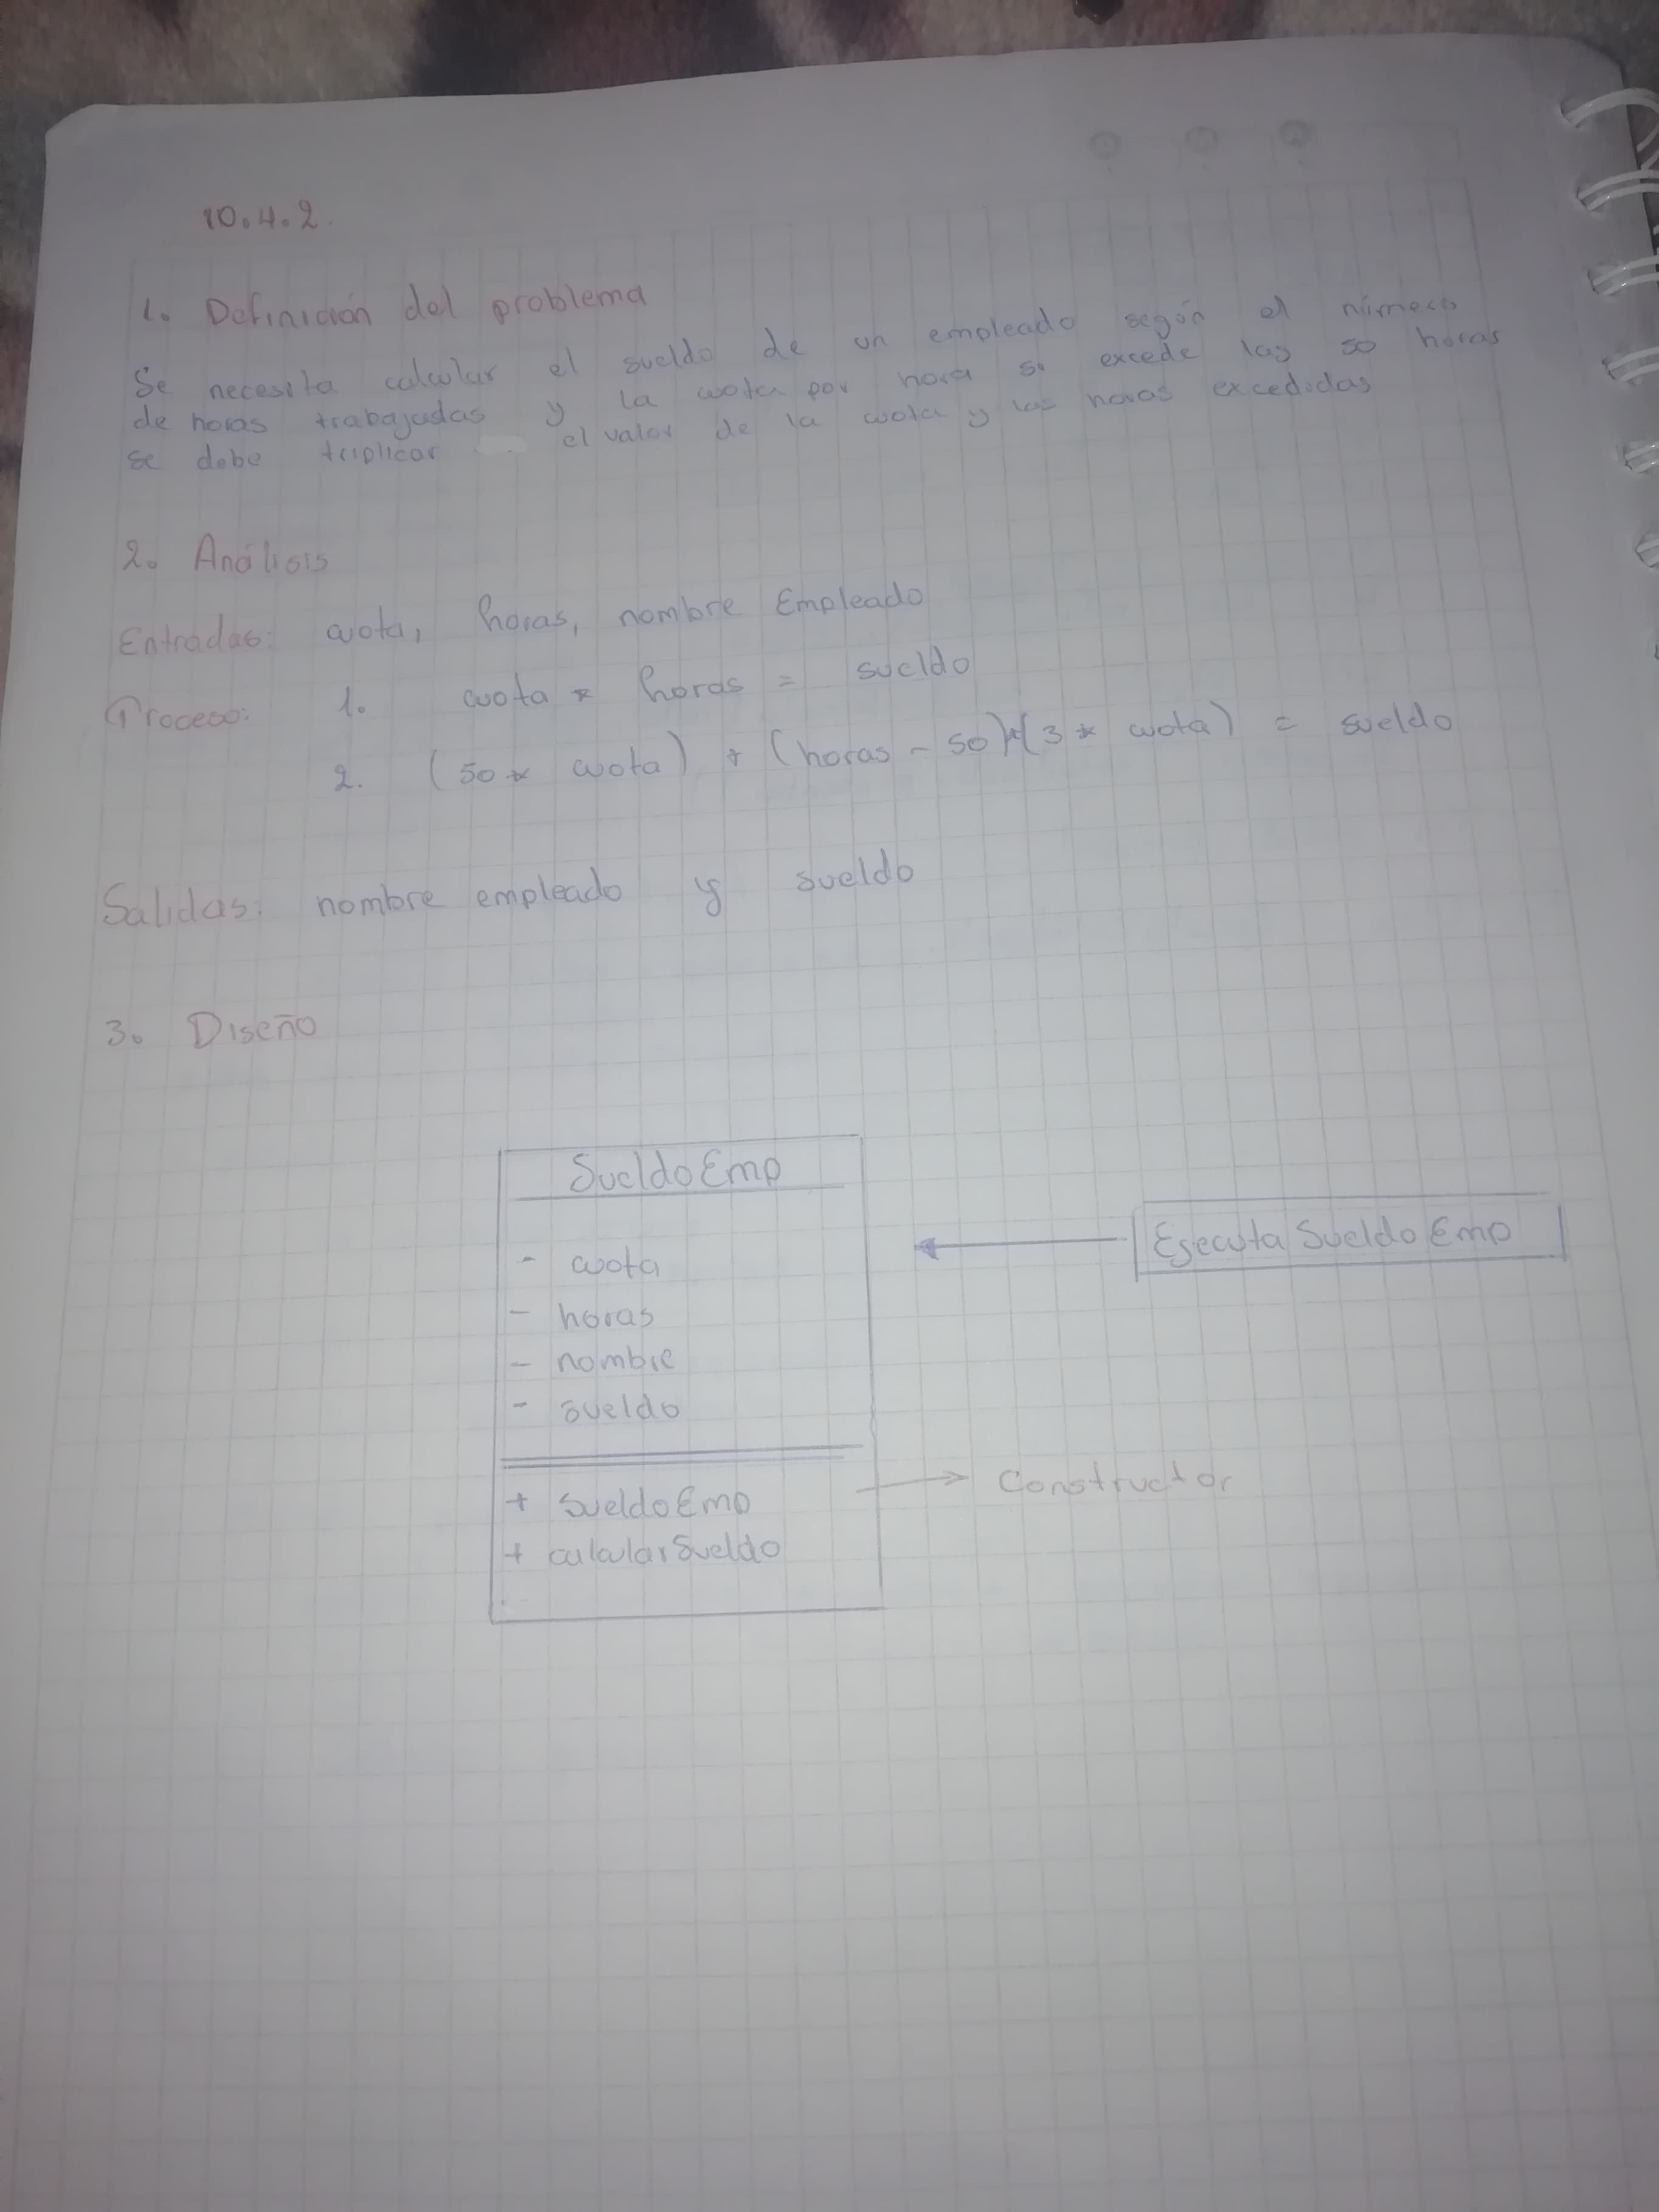 10.4.2.
1. Definición del problema
Se necesita calcular el sueldo de un empleado según el número
de horas trabajadas y la cuota por hora si excede las 50 horas
se debe triplicar el valor de la cuota y las horas excedidas
2. Análisis
Entradas: cuota, horas, nombre Empleado
Proceso: 1. cuota * horas = sueldo
2. (50 * cuota) + (horas - 50)*(3 * cuota) = sueldo
Salidas: nombre empleado y sueldo
3. Diseño
SueldoEmp
- cuota
- horas
- nombre
- sueldo
+ SueldoEmp
+ calcularSueldo
Ejecuta SueldoEmp
Constructor